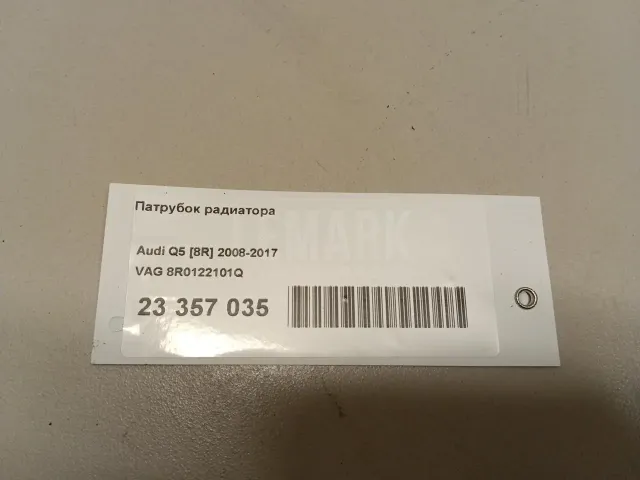 Патрубок радиатора
Audi Q5 [8R] 2008-2017
VAG 8R0122101Q
23 357 035